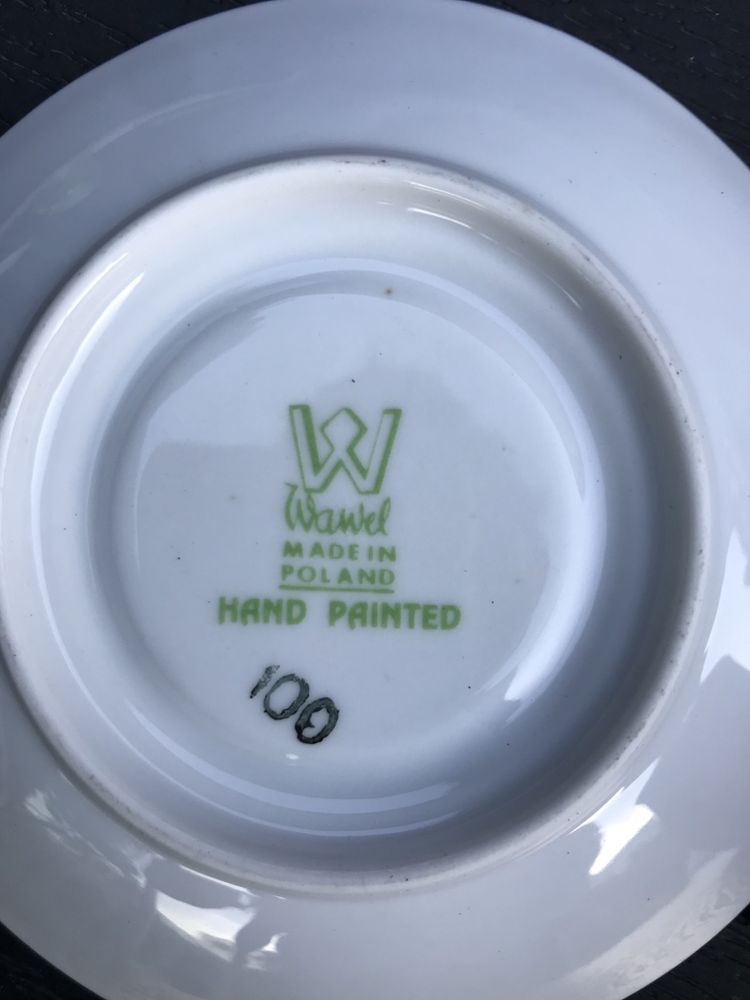 W
Wawel
MADE IN
POLAND
HAND PAINTED
100